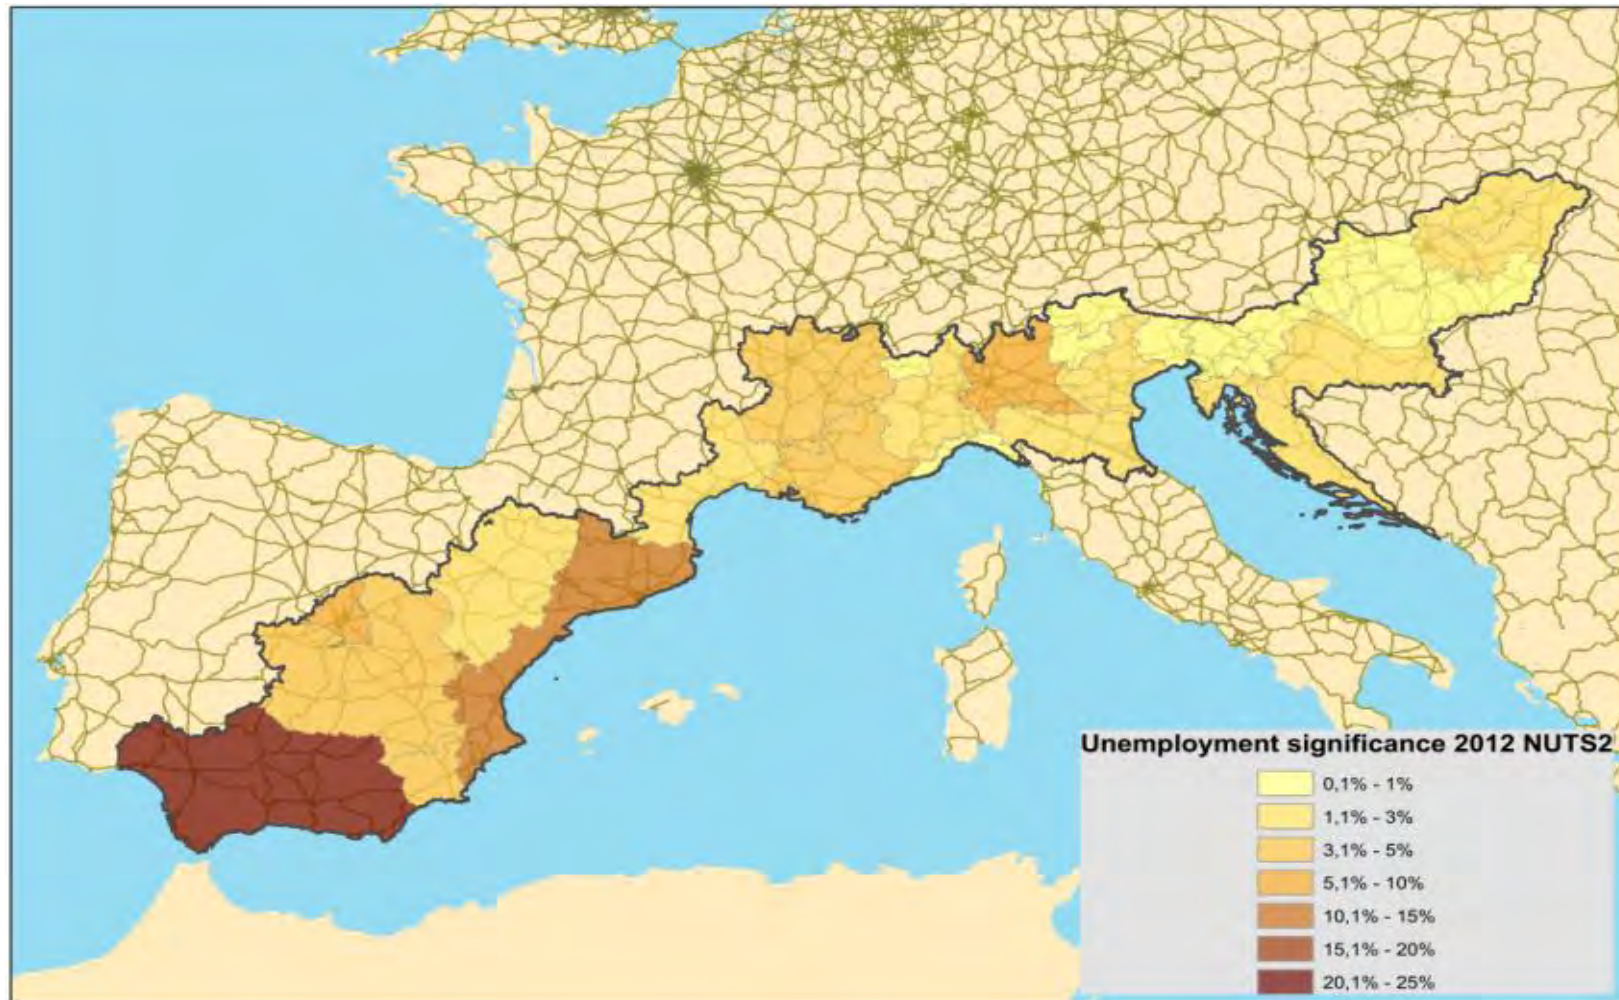 Unemployment significance 2012 NUTS2
0,1% - 1%
1,1% - 3%
3,1% - 5%
5,1% - 10%
10,1% - 15%
15,1% - 20%
20,1% - 25%